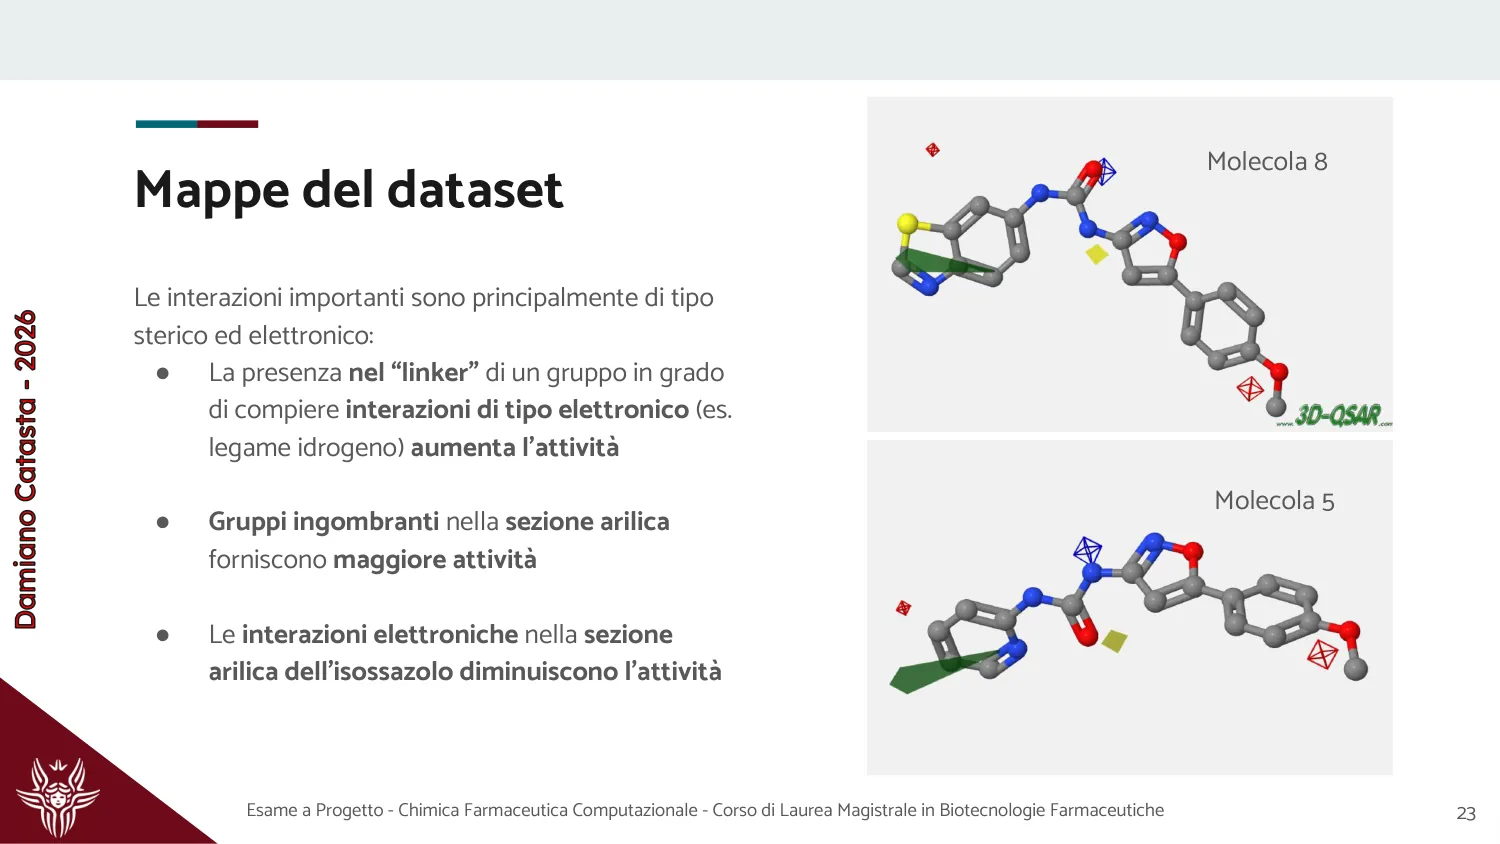 Mappe del dataset
Le interazioni importanti sono principalmente di tipo
sterico ed elettronico:
● La presenza nel “linker” di un gruppo in grado
di compiere interazioni di tipo elettronico (es.
legame idrogeno) aumenta l’attività
● Gruppi ingombranti nella sezione arilica
forniscono maggiore attività
● Le interazioni elettroniche nella sezione
arilica dell’isossazolo diminuiscono l’attività
Molecola 8
www.3D-QSAR.com
Molecola 5
Damiano Catasta - 2026
Esame a Progetto - Chimica Farmaceutica Computazionale - Corso di Laurea Magistrale in Biotecnologie Farmaceutiche
23